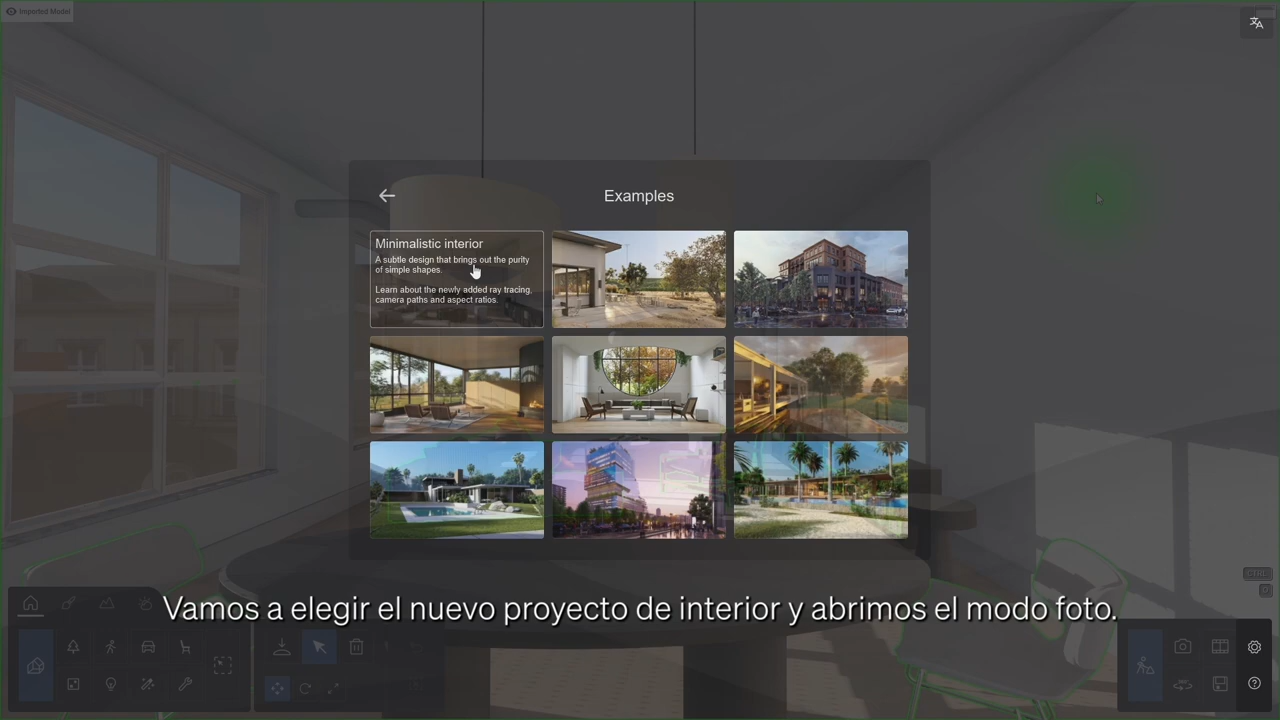 Imported Model
Examples
Minimalistic interior
A subtle design that brings out the purity
of simple shapes.
Learn about the newly added ray tracing,
camera paths and aspect ratios.
CTRL
Vamos a elegir el nuevo proyecto de interior y abrimos el modo foto.